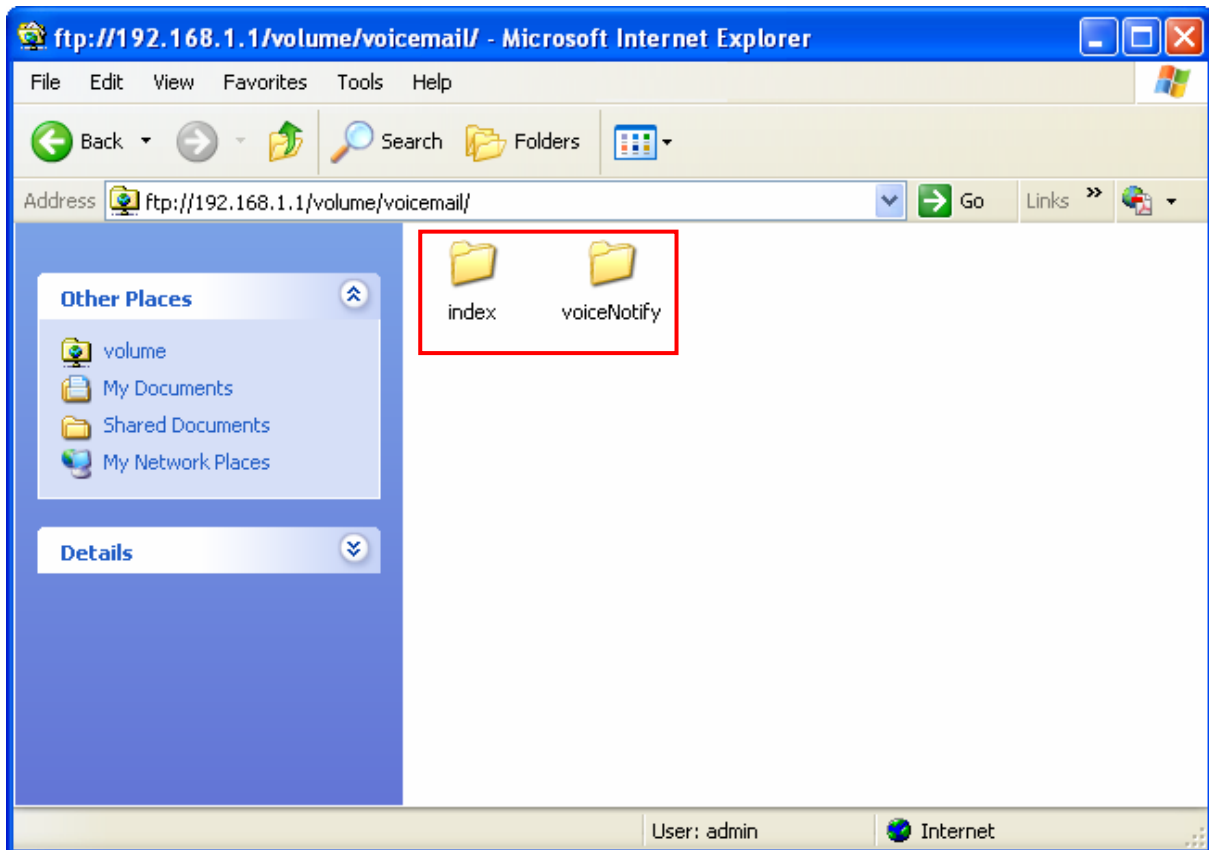 ftp://192.168.1.1/volume/voicemail/ - Microsoft Internet Explorer
File Edit View Favorites Tools Help
Back Search Folders
Address ftp://192.168.1.1/volume/voicemail/ Go Links »
Other Places
volume
My Documents
Shared Documents
My Network Places
Details
index voiceNotify
User: admin Internet